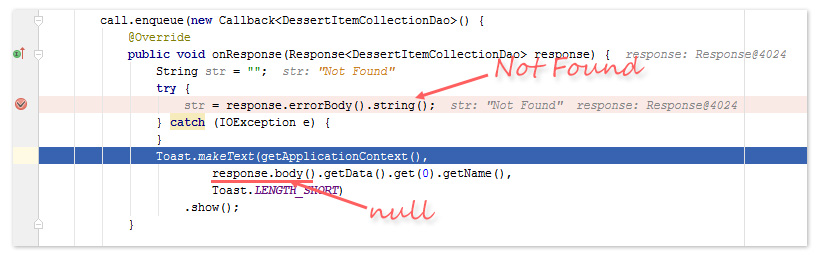 call.enqueue(new Callback<DessertItemCollectionDao>() {
@Override
public void onResponse(Response<DessertItemCollectionDao> response) { response: Response@4024
String str = ""; str: "Not Found"
Not Found
try {
str = response.errorBody().string(); str: "Not Found" response: Response@4024
} catch (IOException e) {
}
Toast.makeText(getApplicationContext(),
response.body().getData().get(0).getName(),
Toast.LENGTH_SHORT)
.show();
null
}